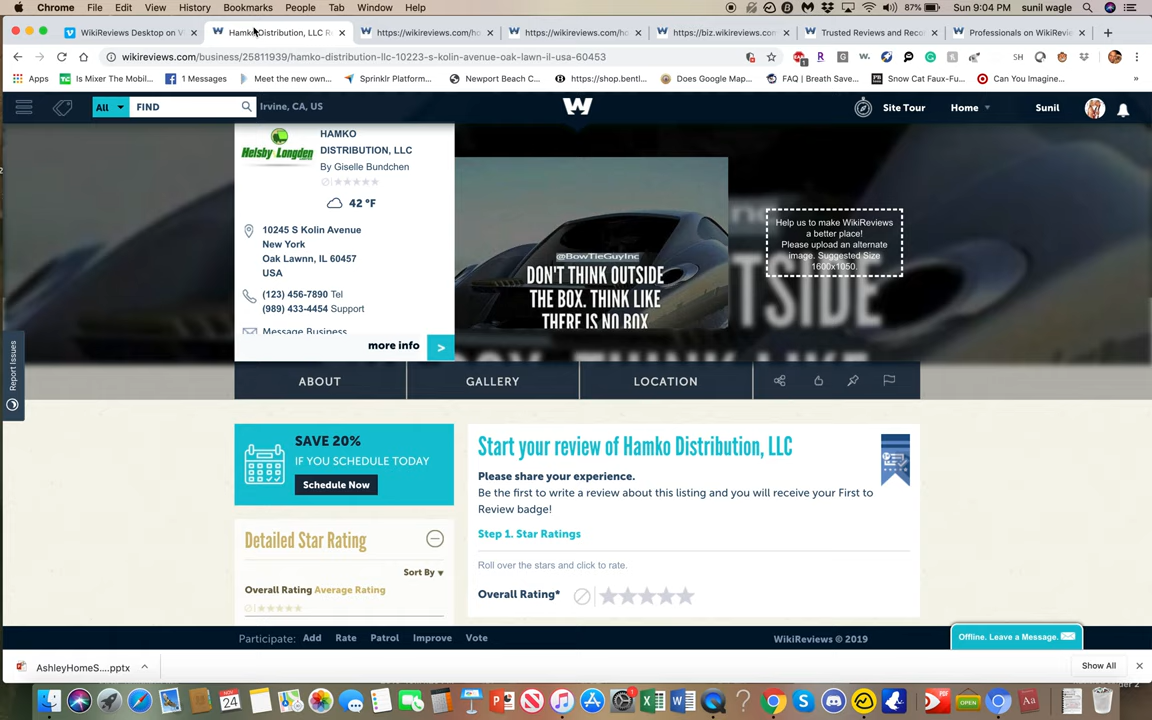 Chrome File Edit View History Bookmarks People Tab Window Help 87% Sun 9:04 PM sunil wagle
WikiReviews Desktop on V
Hamko Distribution, LLC R
https://wikireviews.com/ho
https://wikireviews.com/ho
https://biz.wikireviews.com
Trusted Reviews and Reco
Professionals on WikiRevie
wikireviews.com/business/25811939/hamko-distribution-llc-10223-s-kolin-avenue-oak-lawn-il-usa-60453
Apps Is Mixer The Mobil... 1 Messages Meet the new own... Sprinklr Platform... Newport Beach C... https://shop.bentl... Does Google Map... FAQ | Breath Save... Snow Cat Faux-Fu... Can You Imagine... »
All FIND Irvine, CA, US W Site Tour Home Sunil
Helsby Longden
HAMKO
DISTRIBUTION, LLC
By Giselle Bundchen
42 °F
10245 S Kolin Avenue
New York
Oak Lawnn, IL 60457
USA
(123) 456-7890 Tel
(989) 433-4454 Support
Message Business
more info >
@BowTieGuyInc
DON'T THINK OUTSIDE
THE BOX. THINK LIKE
THERE IS NO BOX
Help us to make WikiReviews
a better place!
Please upload an alternate
image. Suggested Size
1600x1050.
Report Issues
ABOUT GALLERY LOCATION
SAVE 20%
IF YOU SCHEDULE TODAY
Schedule Now
Detailed Star Rating
Sort By
Overall Rating Average Rating
Start your review of Hamko Distribution, LLC
Please share your experience.
Be the first to write a review about this listing and you will receive your First to
Review badge!
Step 1. Star Ratings
Roll over the stars and click to rate.
Overall Rating*
Participate: Add Rate Patrol Improve Vote WikiReviews © 2019 Offline. Leave a Message.
AshleyHomeS....pptx Show All